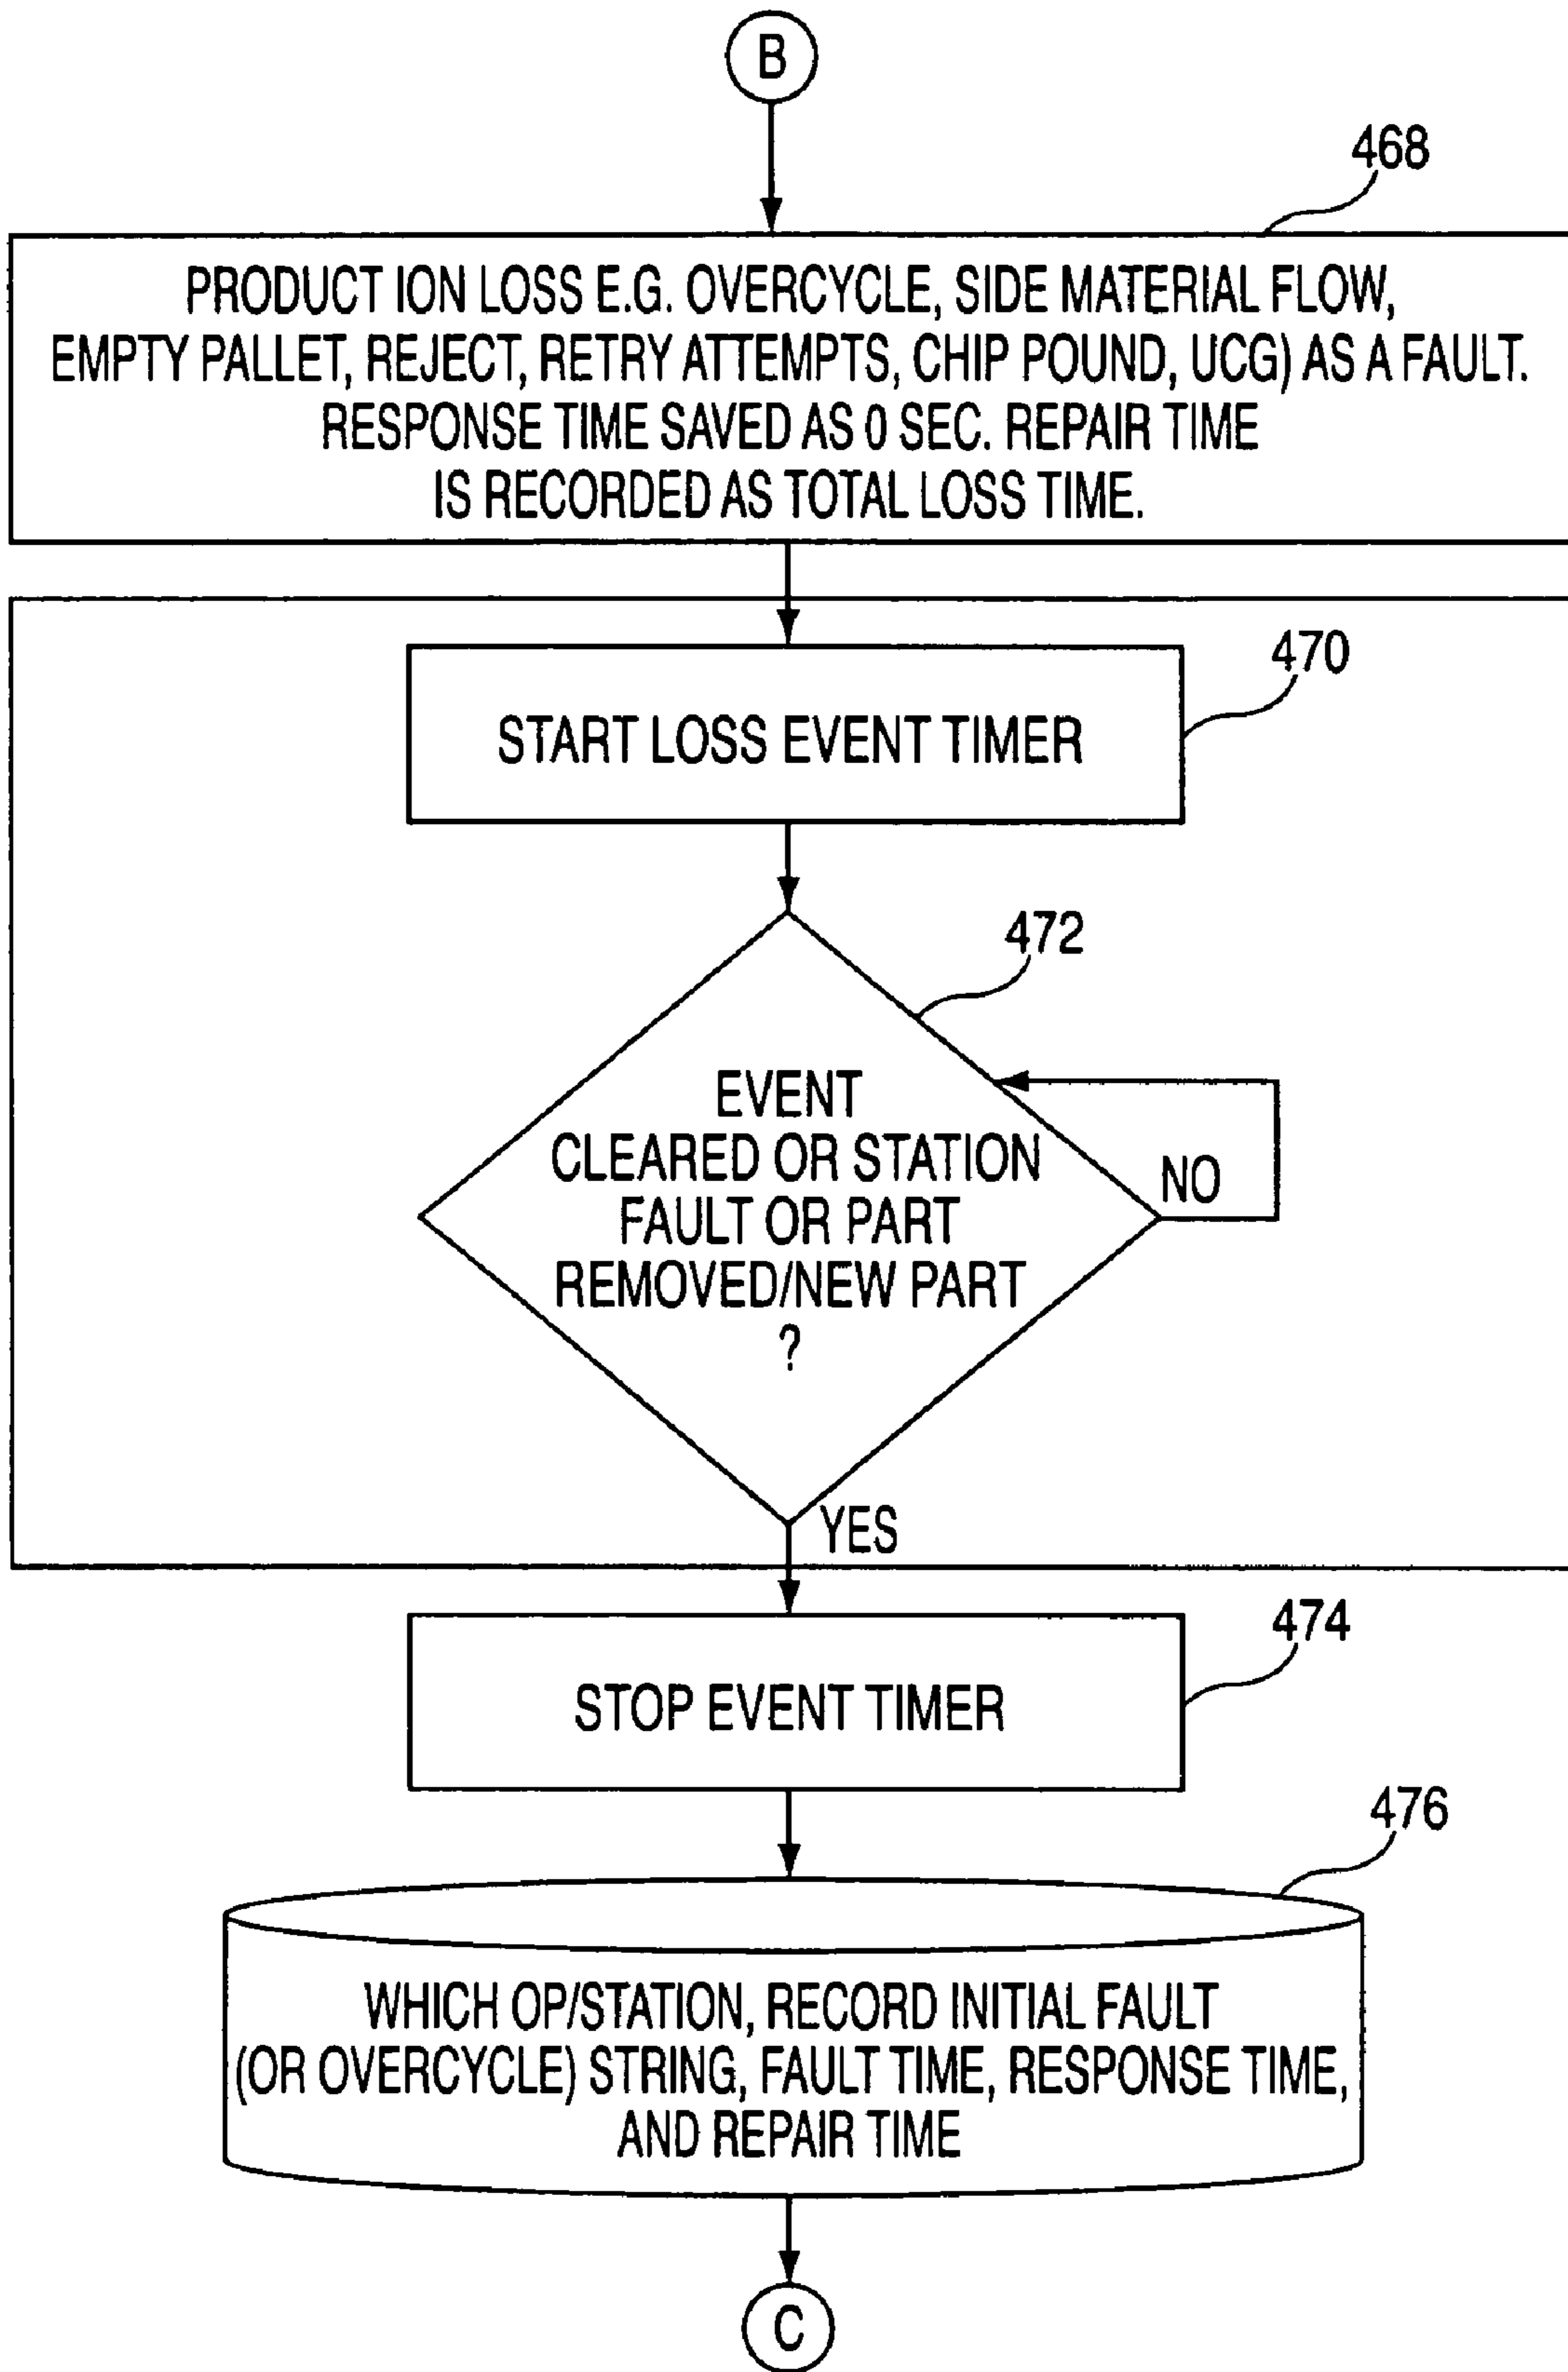 B
468
PRODUCT ION LOSS E.G. OVERCYCLE, SIDE MATERIAL FLOW,
EMPTY PALLET, REJECT, RETRY ATTEMPTS, CHIP POUND, UCG) AS A FAULT.
RESPONSE TIME SAVED AS 0 SEC. REPAIR TIME
IS RECORDED AS TOTAL LOSS TIME.
470
START LOSS EVENT TIMER
472
EVENT
CLEARED OR STATION
FAULT OR PART
REMOVED/NEW PART
?
NO
YES
474
STOP EVENT TIMER
476
WHICH OP/STATION, RECORD INITIAL FAULT
(OR OVERCYCLE) STRING, FAULT TIME, RESPONSE TIME,
AND REPAIR TIME
C